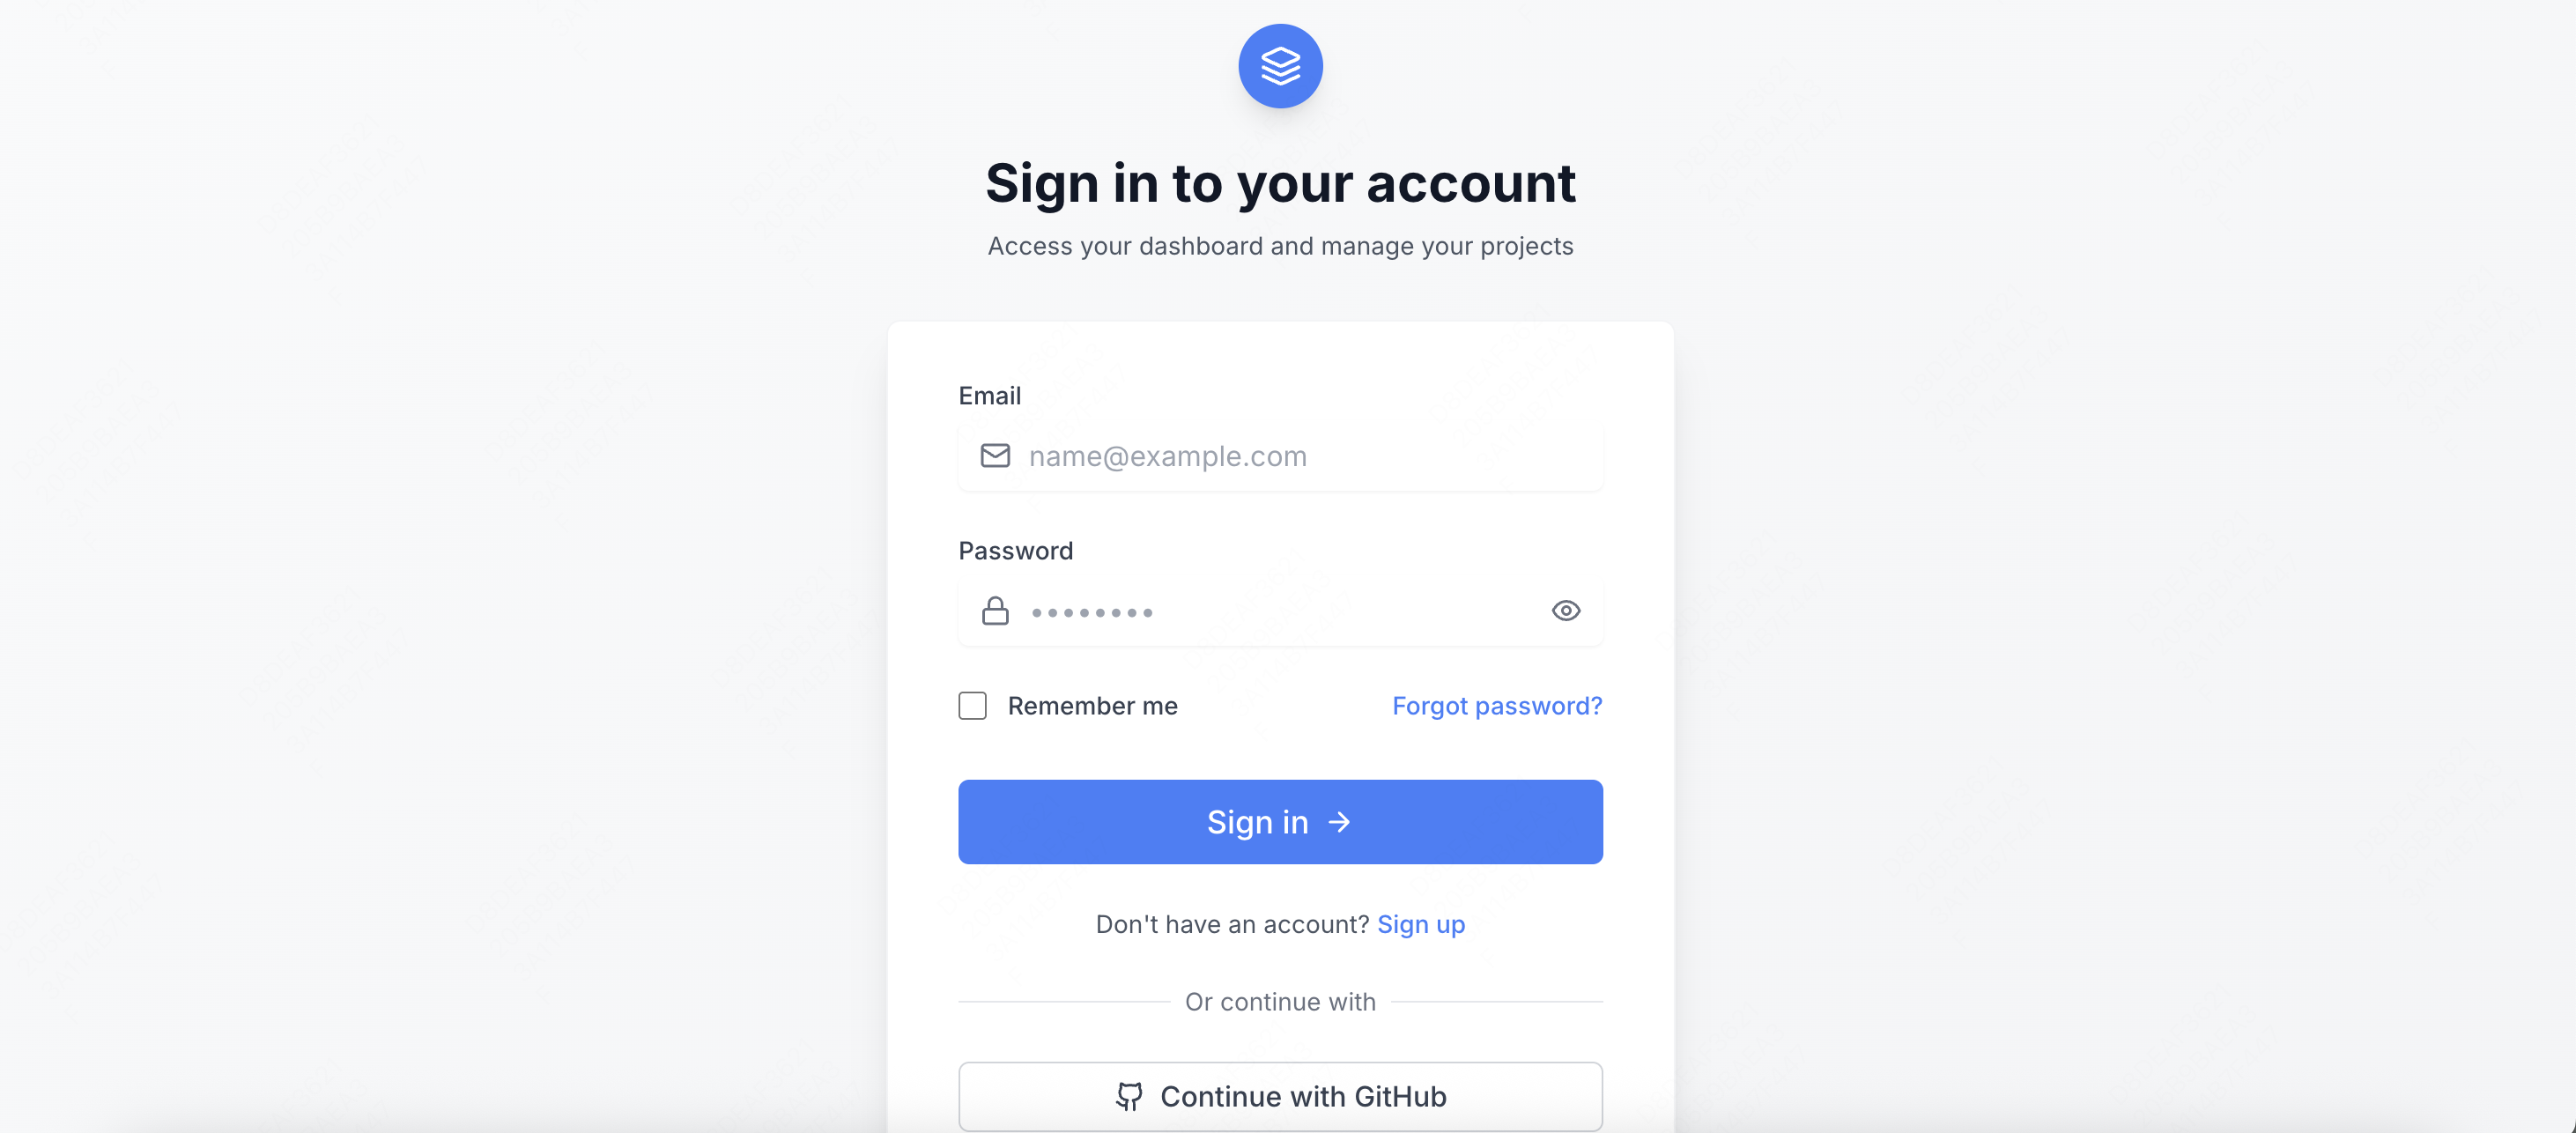 Sign in to your account
Access your dashboard and manage your projects
Email
name@example.com
Password
Remember me
Forgot password?
Sign in
Don't have an account? Sign up
Or continue with
Continue with GitHub